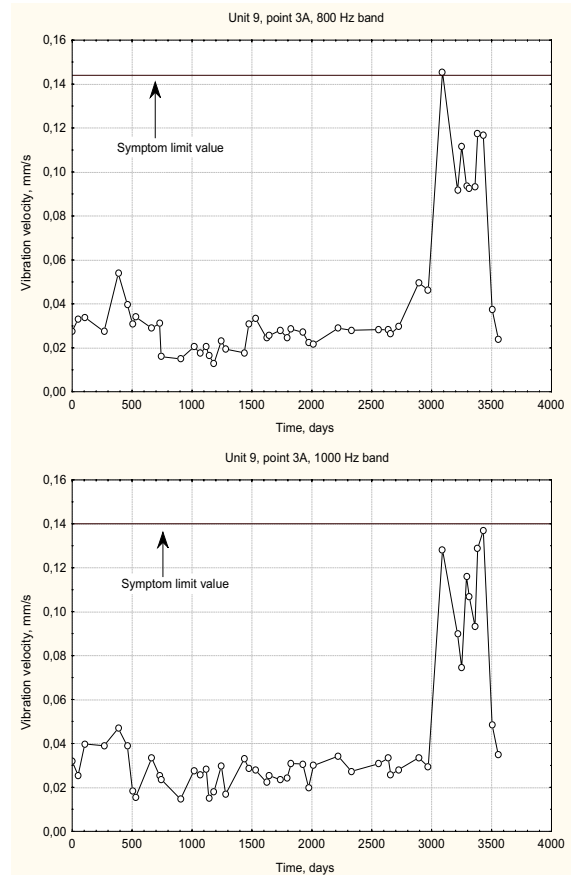 Unit 9, point 3A, 800 Hz band
0,16
0,14
Symptom limit value
0,12
0,10
Vibration velocity, mm/s
0,08
0,06
0,04
0,02
0,00
0 500 1000 1500 2000 2500 3000 3500 4000
Time, days
Unit 9, point 3A, 1000 Hz band
0,16
0,14
Symptom limit value
0,12
0,10
Vibration velocity, mm/s
0,08
0,06
0,04
0,02
0,00
0 500 1000 1500 2000 2500 3000 3500 4000
Time, days